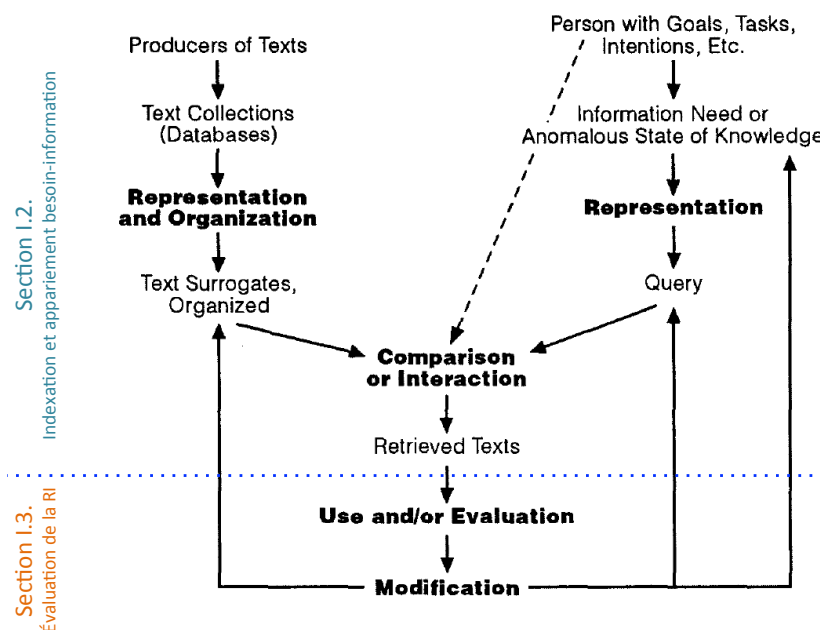 Section I.2.
Indexation et appariement besoin-information
Section I.3.
Évaluation de la RI
Producers of Texts
Text Collections
(Databases)
Representation
and Organization
Text Surrogates,
Organized
Person with Goals, Tasks,
Intentions, Etc.
Information Need or
Anomalous State of Knowledge
Representation
Query
Comparison
or Interaction
Retrieved Texts
Use and/or Evaluation
Modification